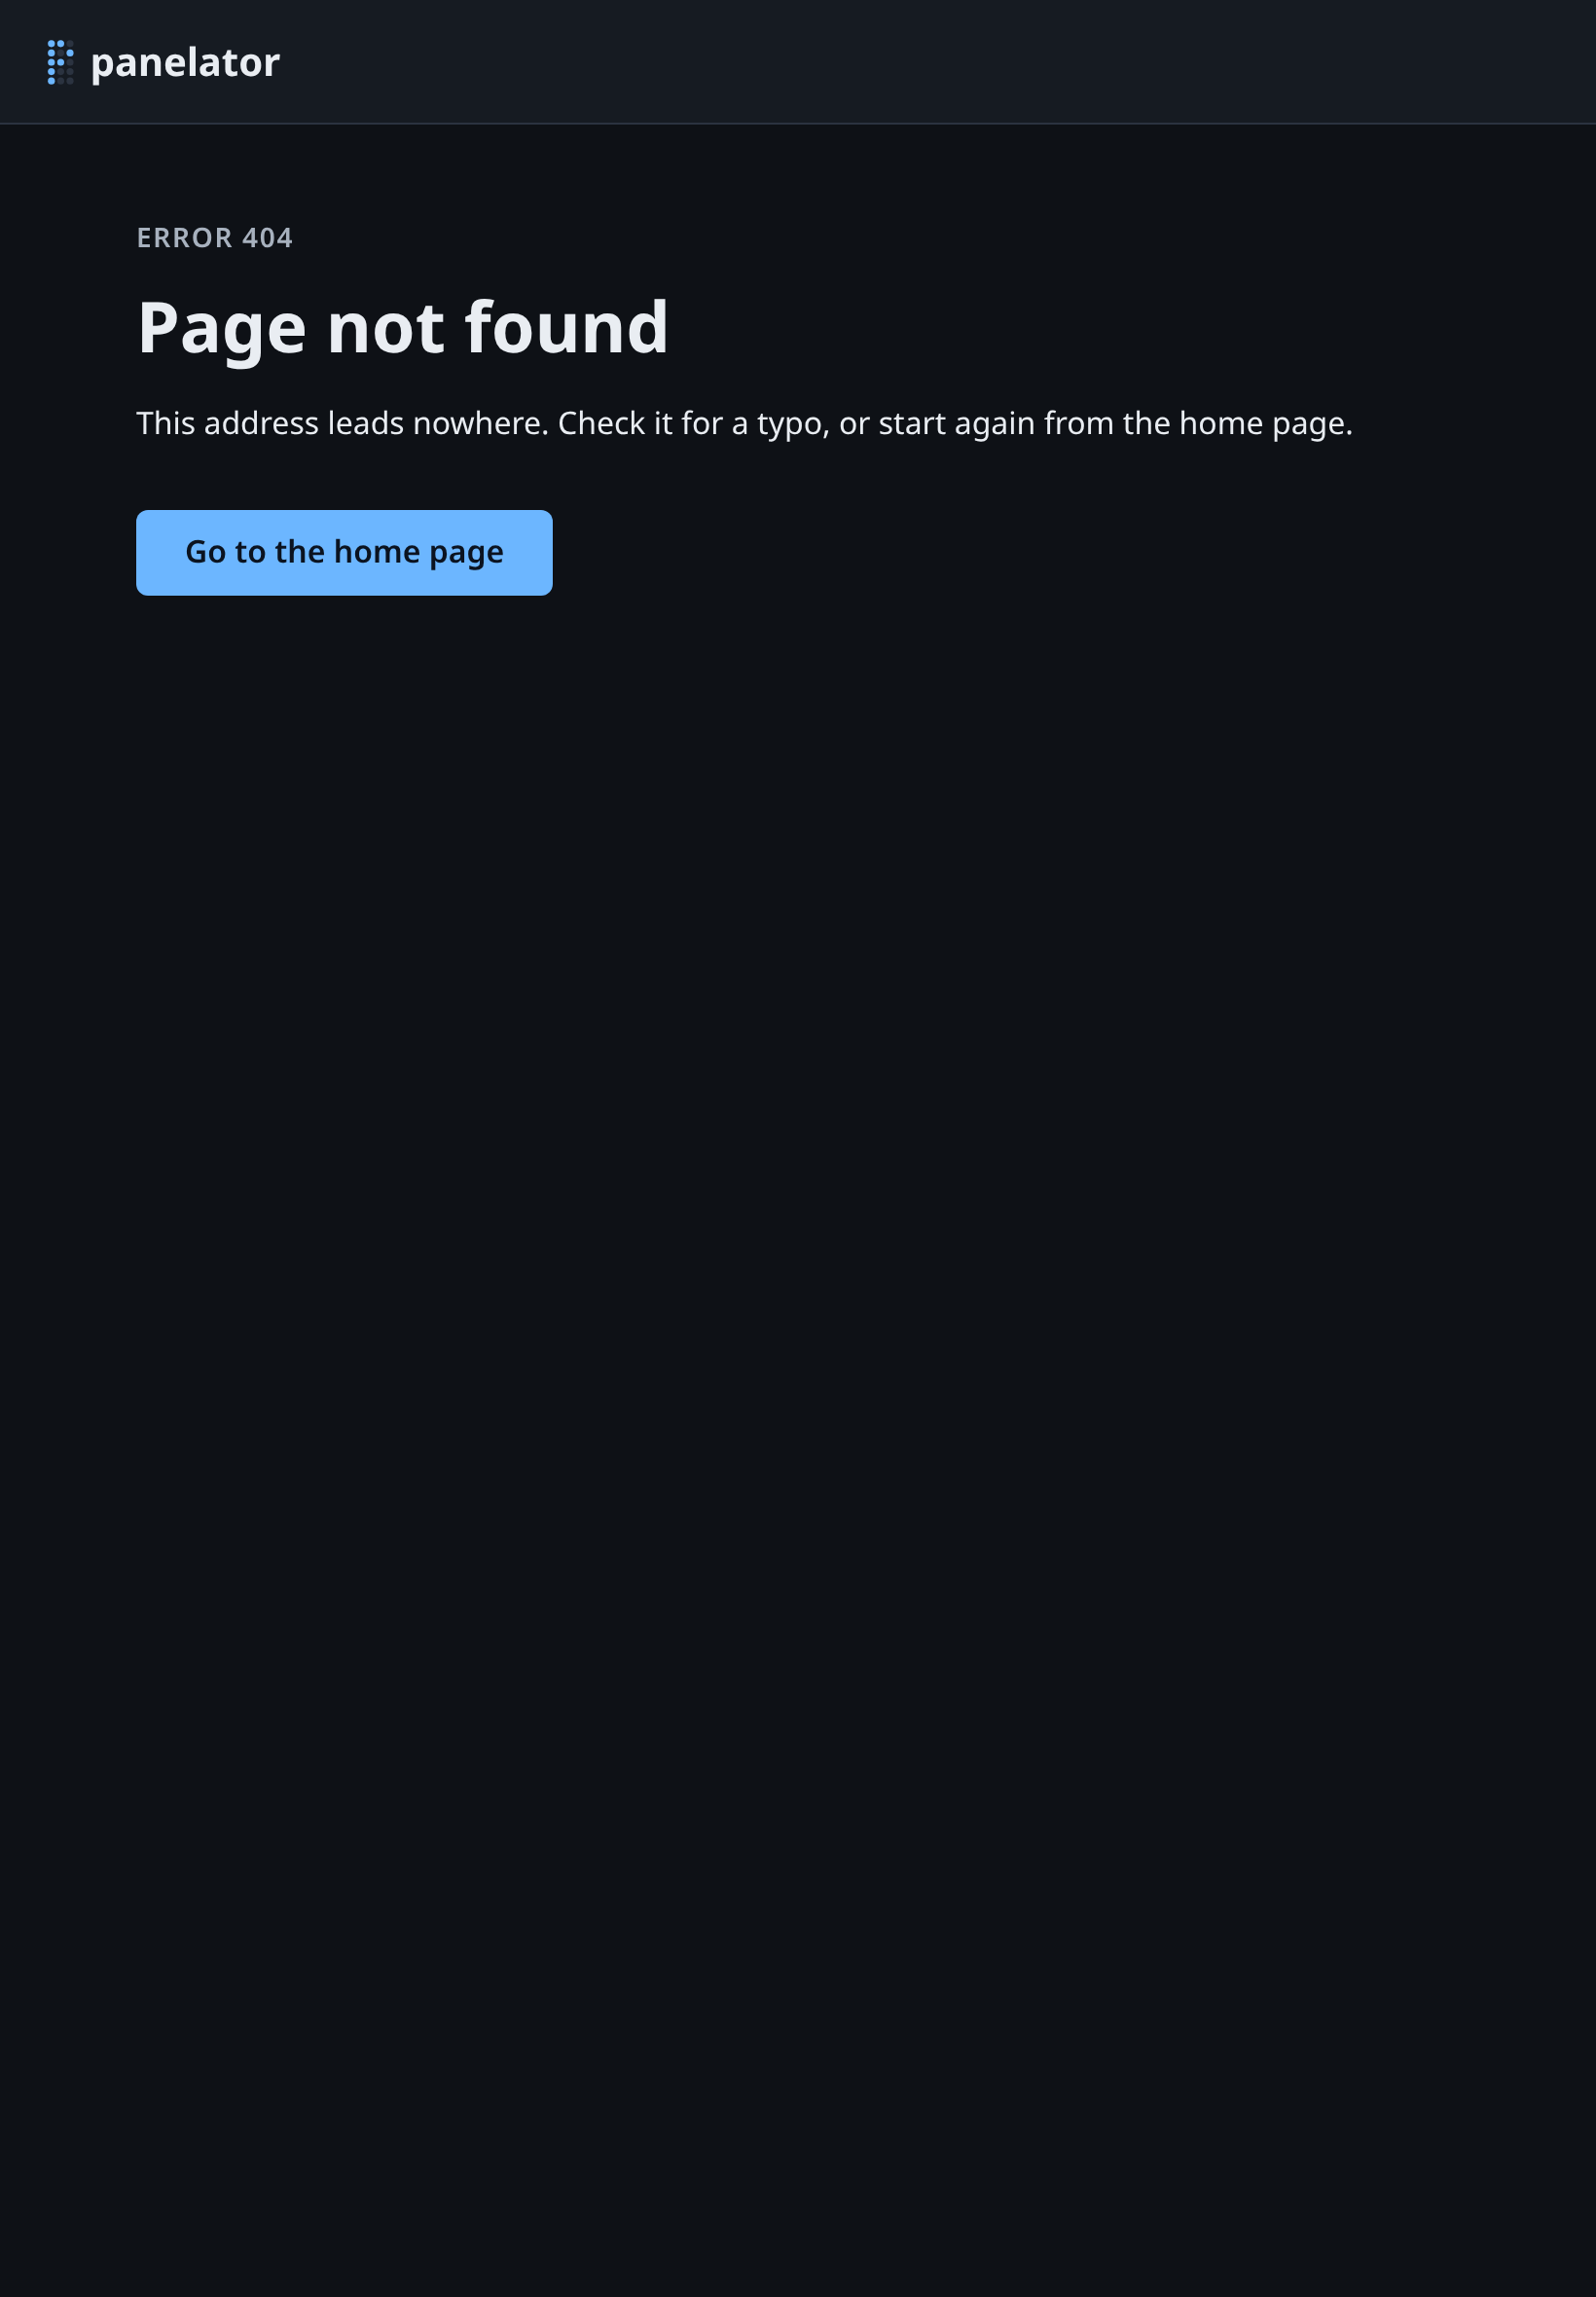 panelator
ERROR 404
Page not found
This address leads nowhere. Check it for a typo, or start again from the home page.
Go to the home page